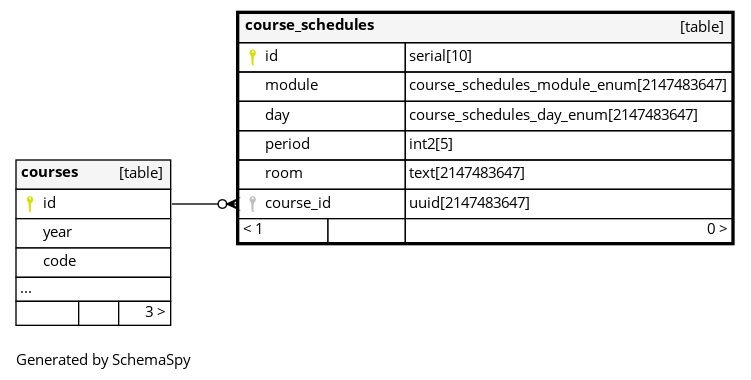 course_schedules [table]
id serial[10]
module course_schedules_module_enum[2147483647]
day course_schedules_day_enum[2147483647]
period int2[5]
room text[2147483647]
course_id uuid[2147483647]
< 1 0 >
courses [table]
id
year
code
...
3 >
Generated by SchemaSpy